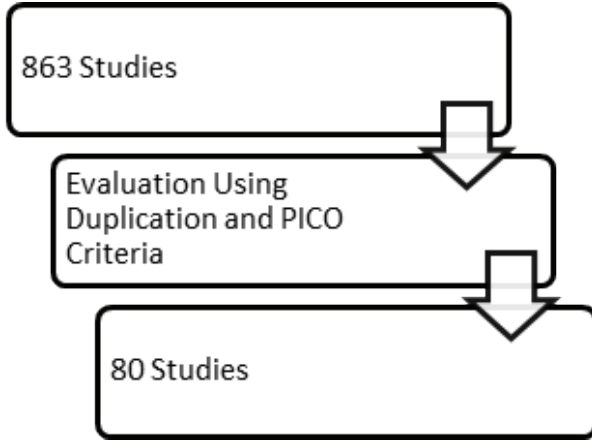 863 Studies
Evaluation Using
Duplication and PICO
Criteria
80 Studies